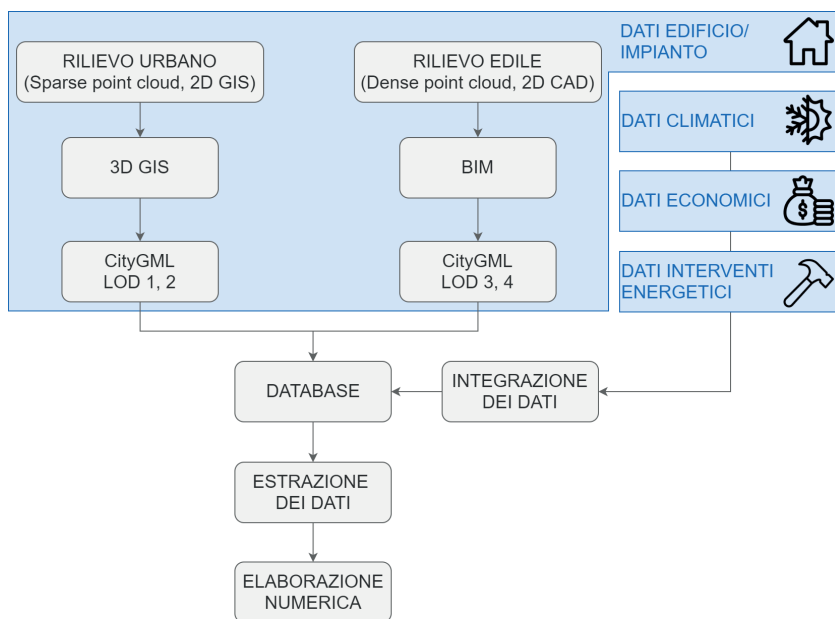 RILIEVO URBANO
(Sparse point cloud, 2D GIS)
RILIEVO EDILE
(Dense point cloud, 2D CAD)
DATI EDIFICIO/
IMPIANTO
DATI CLIMATICI
3D GIS
BIM
DATI ECONOMICI
$
CityGML
LOD 1, 2
CityGML
LOD 3, 4
DATI INTERVENTI
ENERGETICI
DATABASE
INTEGRAZIONE
DEI DATI
ESTRAZIONE
DEI DATI
ELABORAZIONE
NUMERICA